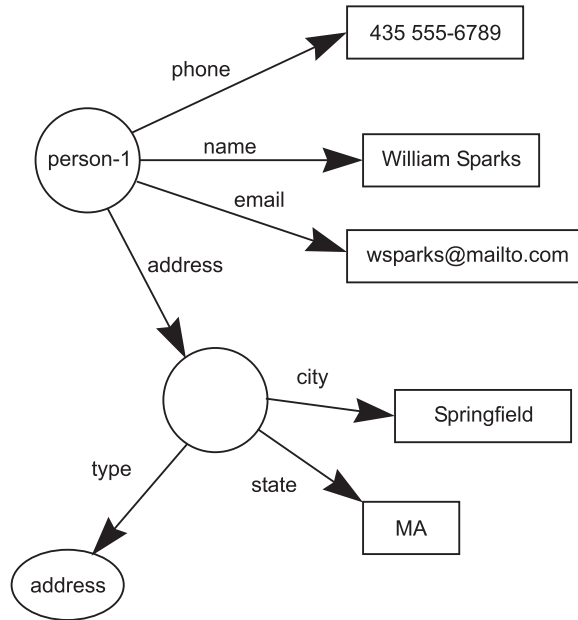 435 555-6789
phone
person-1
name
William Sparks
email
wsparks@mailto.com
address
city
Springfield
type
state
MA
address